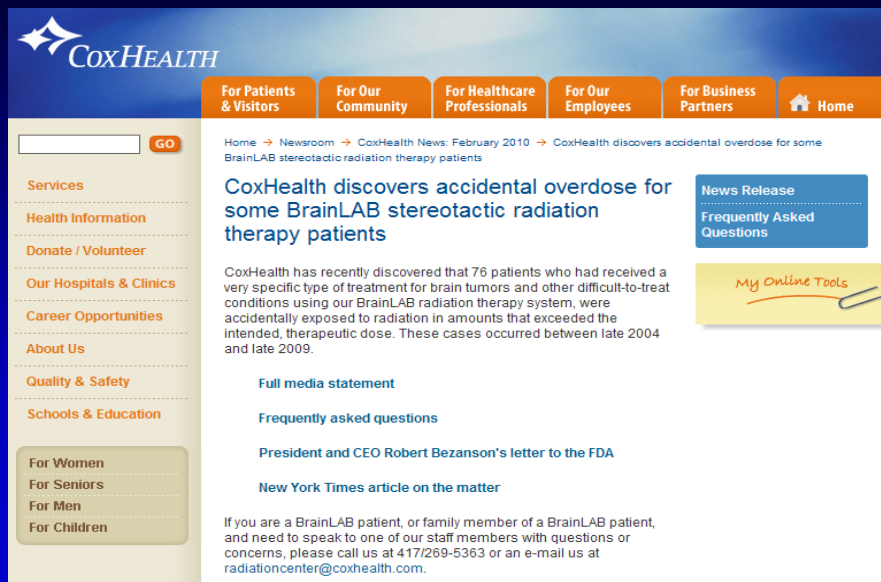 COXHEALTH
For Patients
& Visitors
For Our
Community
For Healthcare
Professionals
For Our
Employees
For Business
Partners
Home
GO
Services
Health Information
Donate / Volunteer
Our Hospitals & Clinics
Career Opportunities
About Us
Quality & Safety
Schools & Education
For Women
For Seniors
For Men
For Children
Home → Newsroom → CoxHealth News: February 2010 → CoxHealth discovers accidental overdose for some
BrainLAB stereotactic radiation therapy patients
CoxHealth discovers accidental overdose for
some BrainLAB stereotactic radiation
therapy patients
CoxHealth has recently discovered that 76 patients who had received a
very specific type of treatment for brain tumors and other difficult-to-treat
conditions using our BrainLAB radiation therapy system, were
accidentally exposed to radiation in amounts that exceeded the
intended, therapeutic dose. These cases occurred between late 2004
and late 2009.
Full media statement
Frequently asked questions
President and CEO Robert Bezanson's letter to the FDA
New York Times article on the matter
If you are a BrainLAB patient, or family member of a BrainLAB patient,
and need to speak to one of our staff members with questions or
concerns, please call us at 417/269-5363 or an e-mail us at
radiationcenter@coxhealth.com.
News Release
Frequently Asked
Questions
My Online Tools